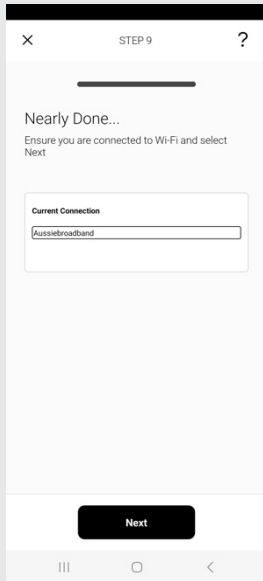 STEP 9
?
Nearly Done...
Ensure you are connected to Wi-Fi and select
Next
Current Connection
Aussiebroadband
Next